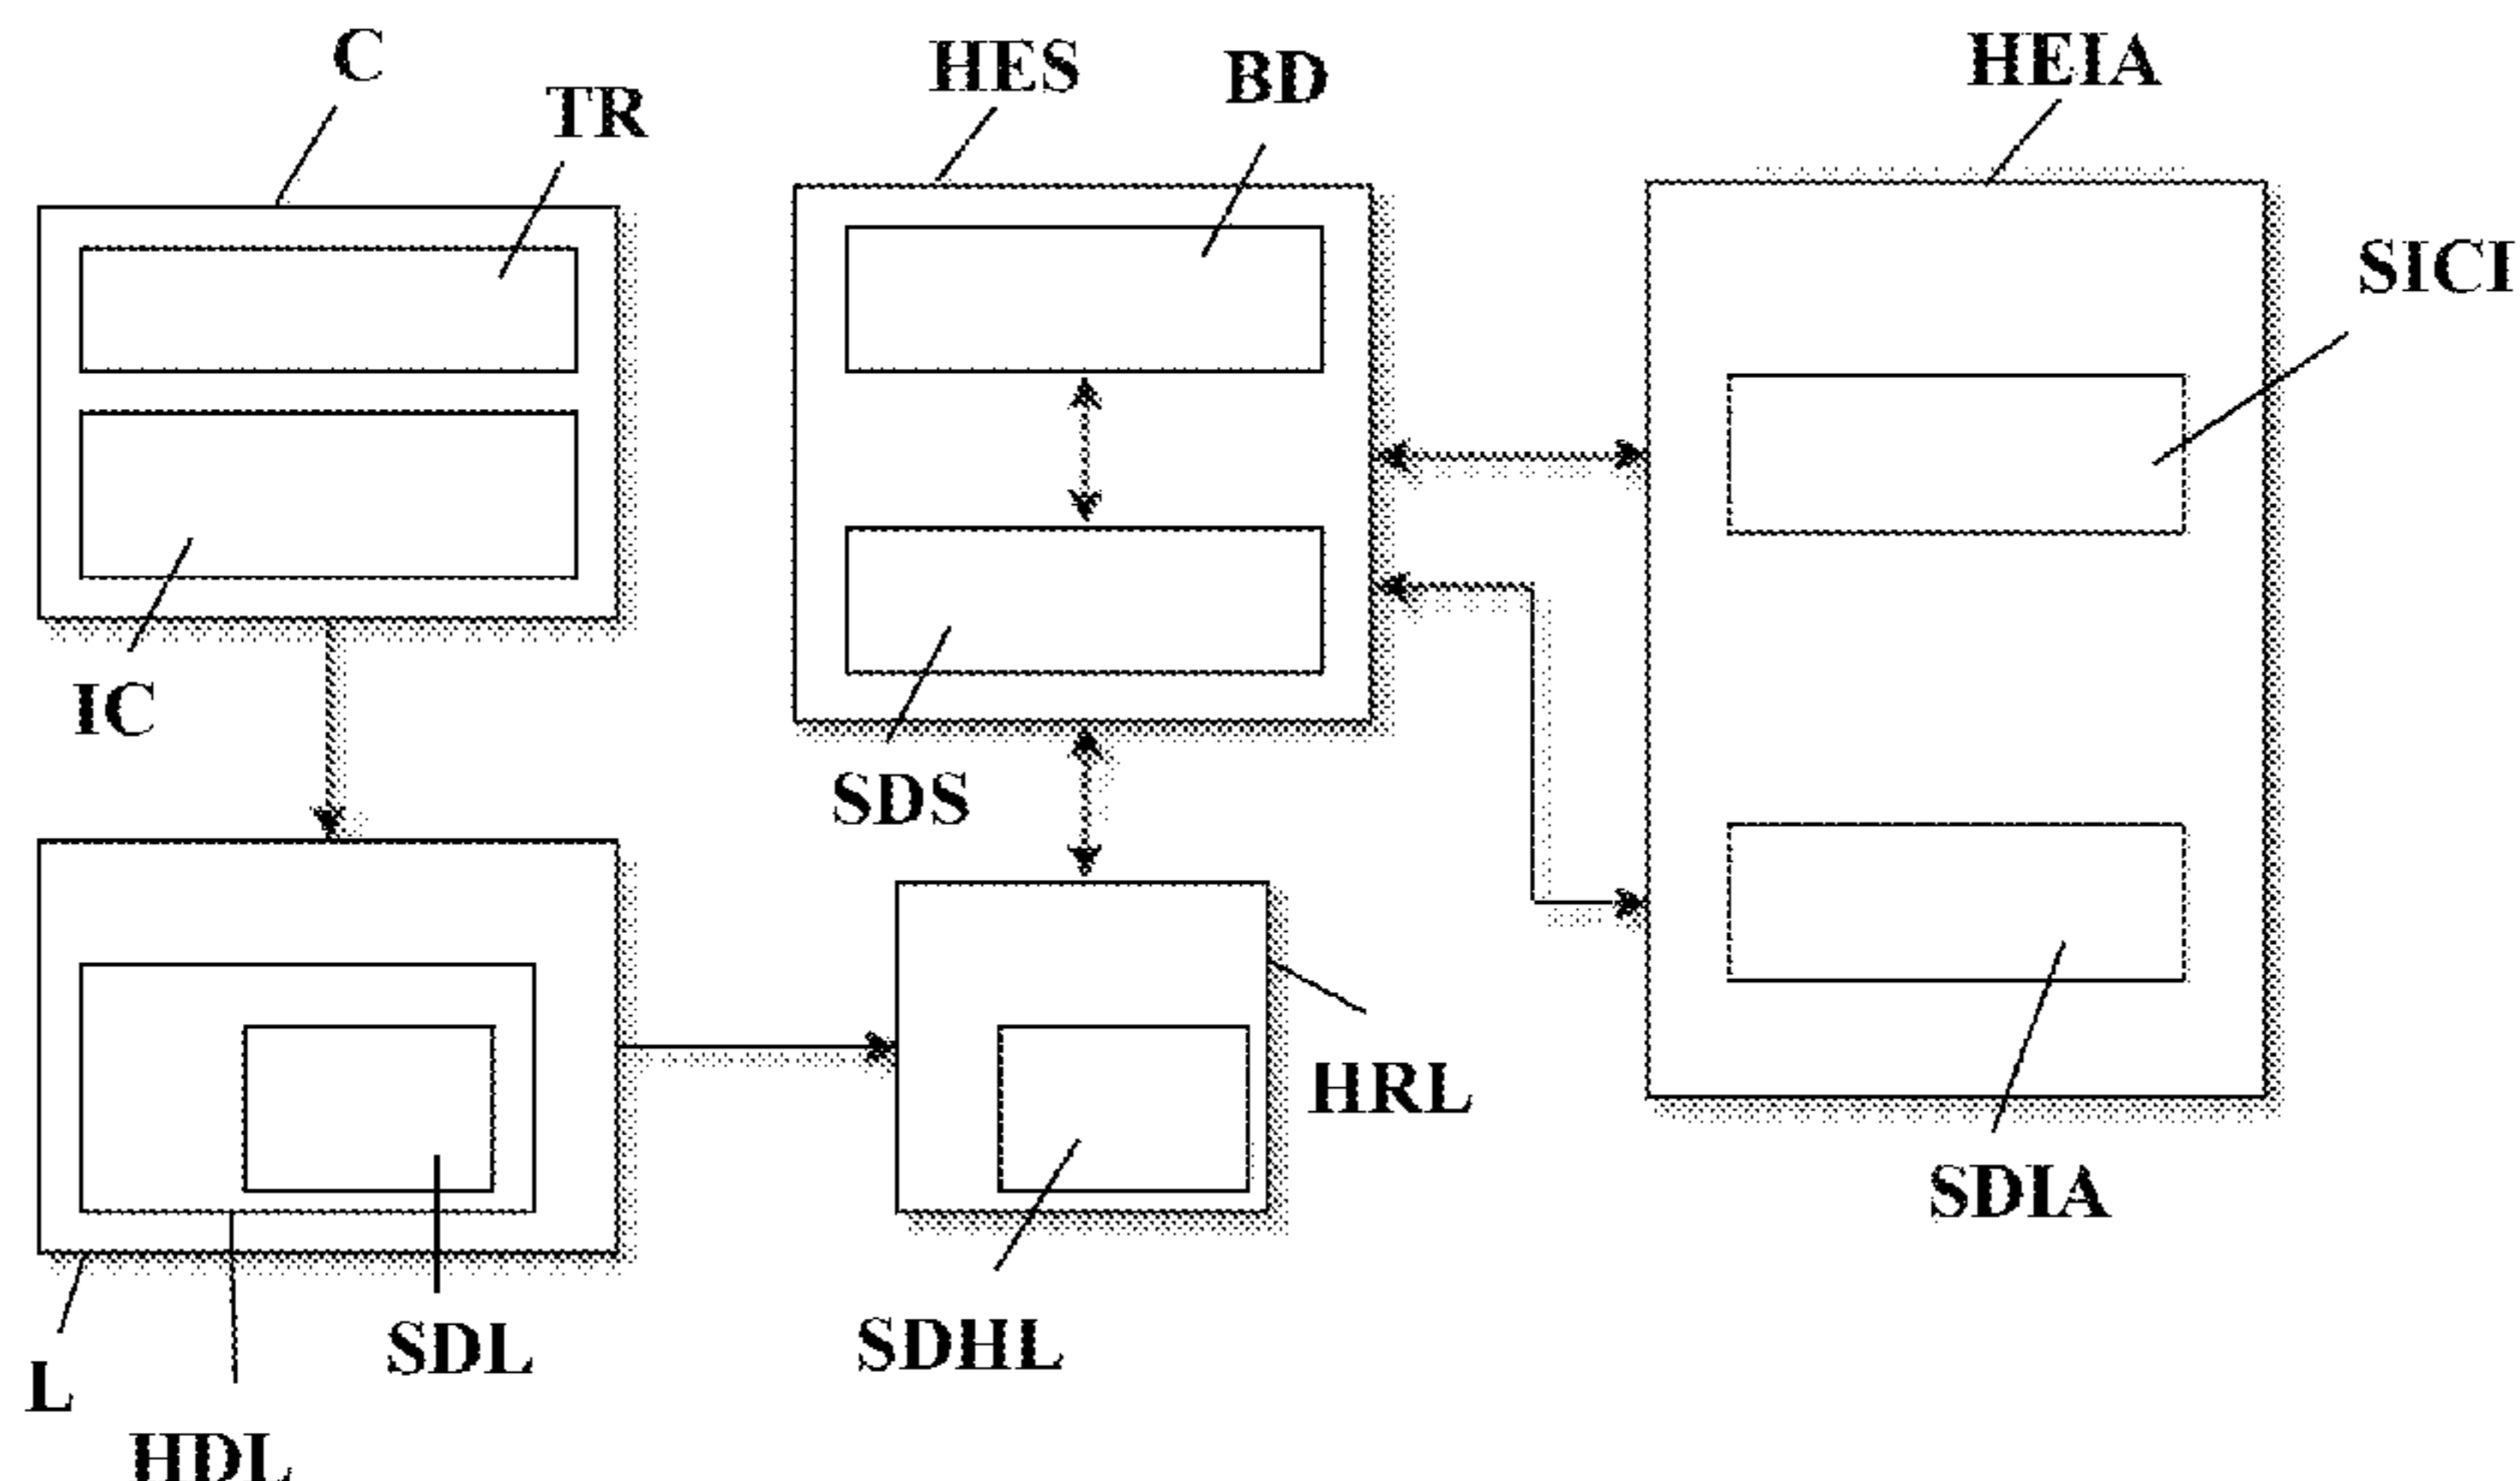 C
TR
HES
BD
HEIA
SICI
IC
SDS
HRL
SDIA
SDL
SDHL
L
HDL